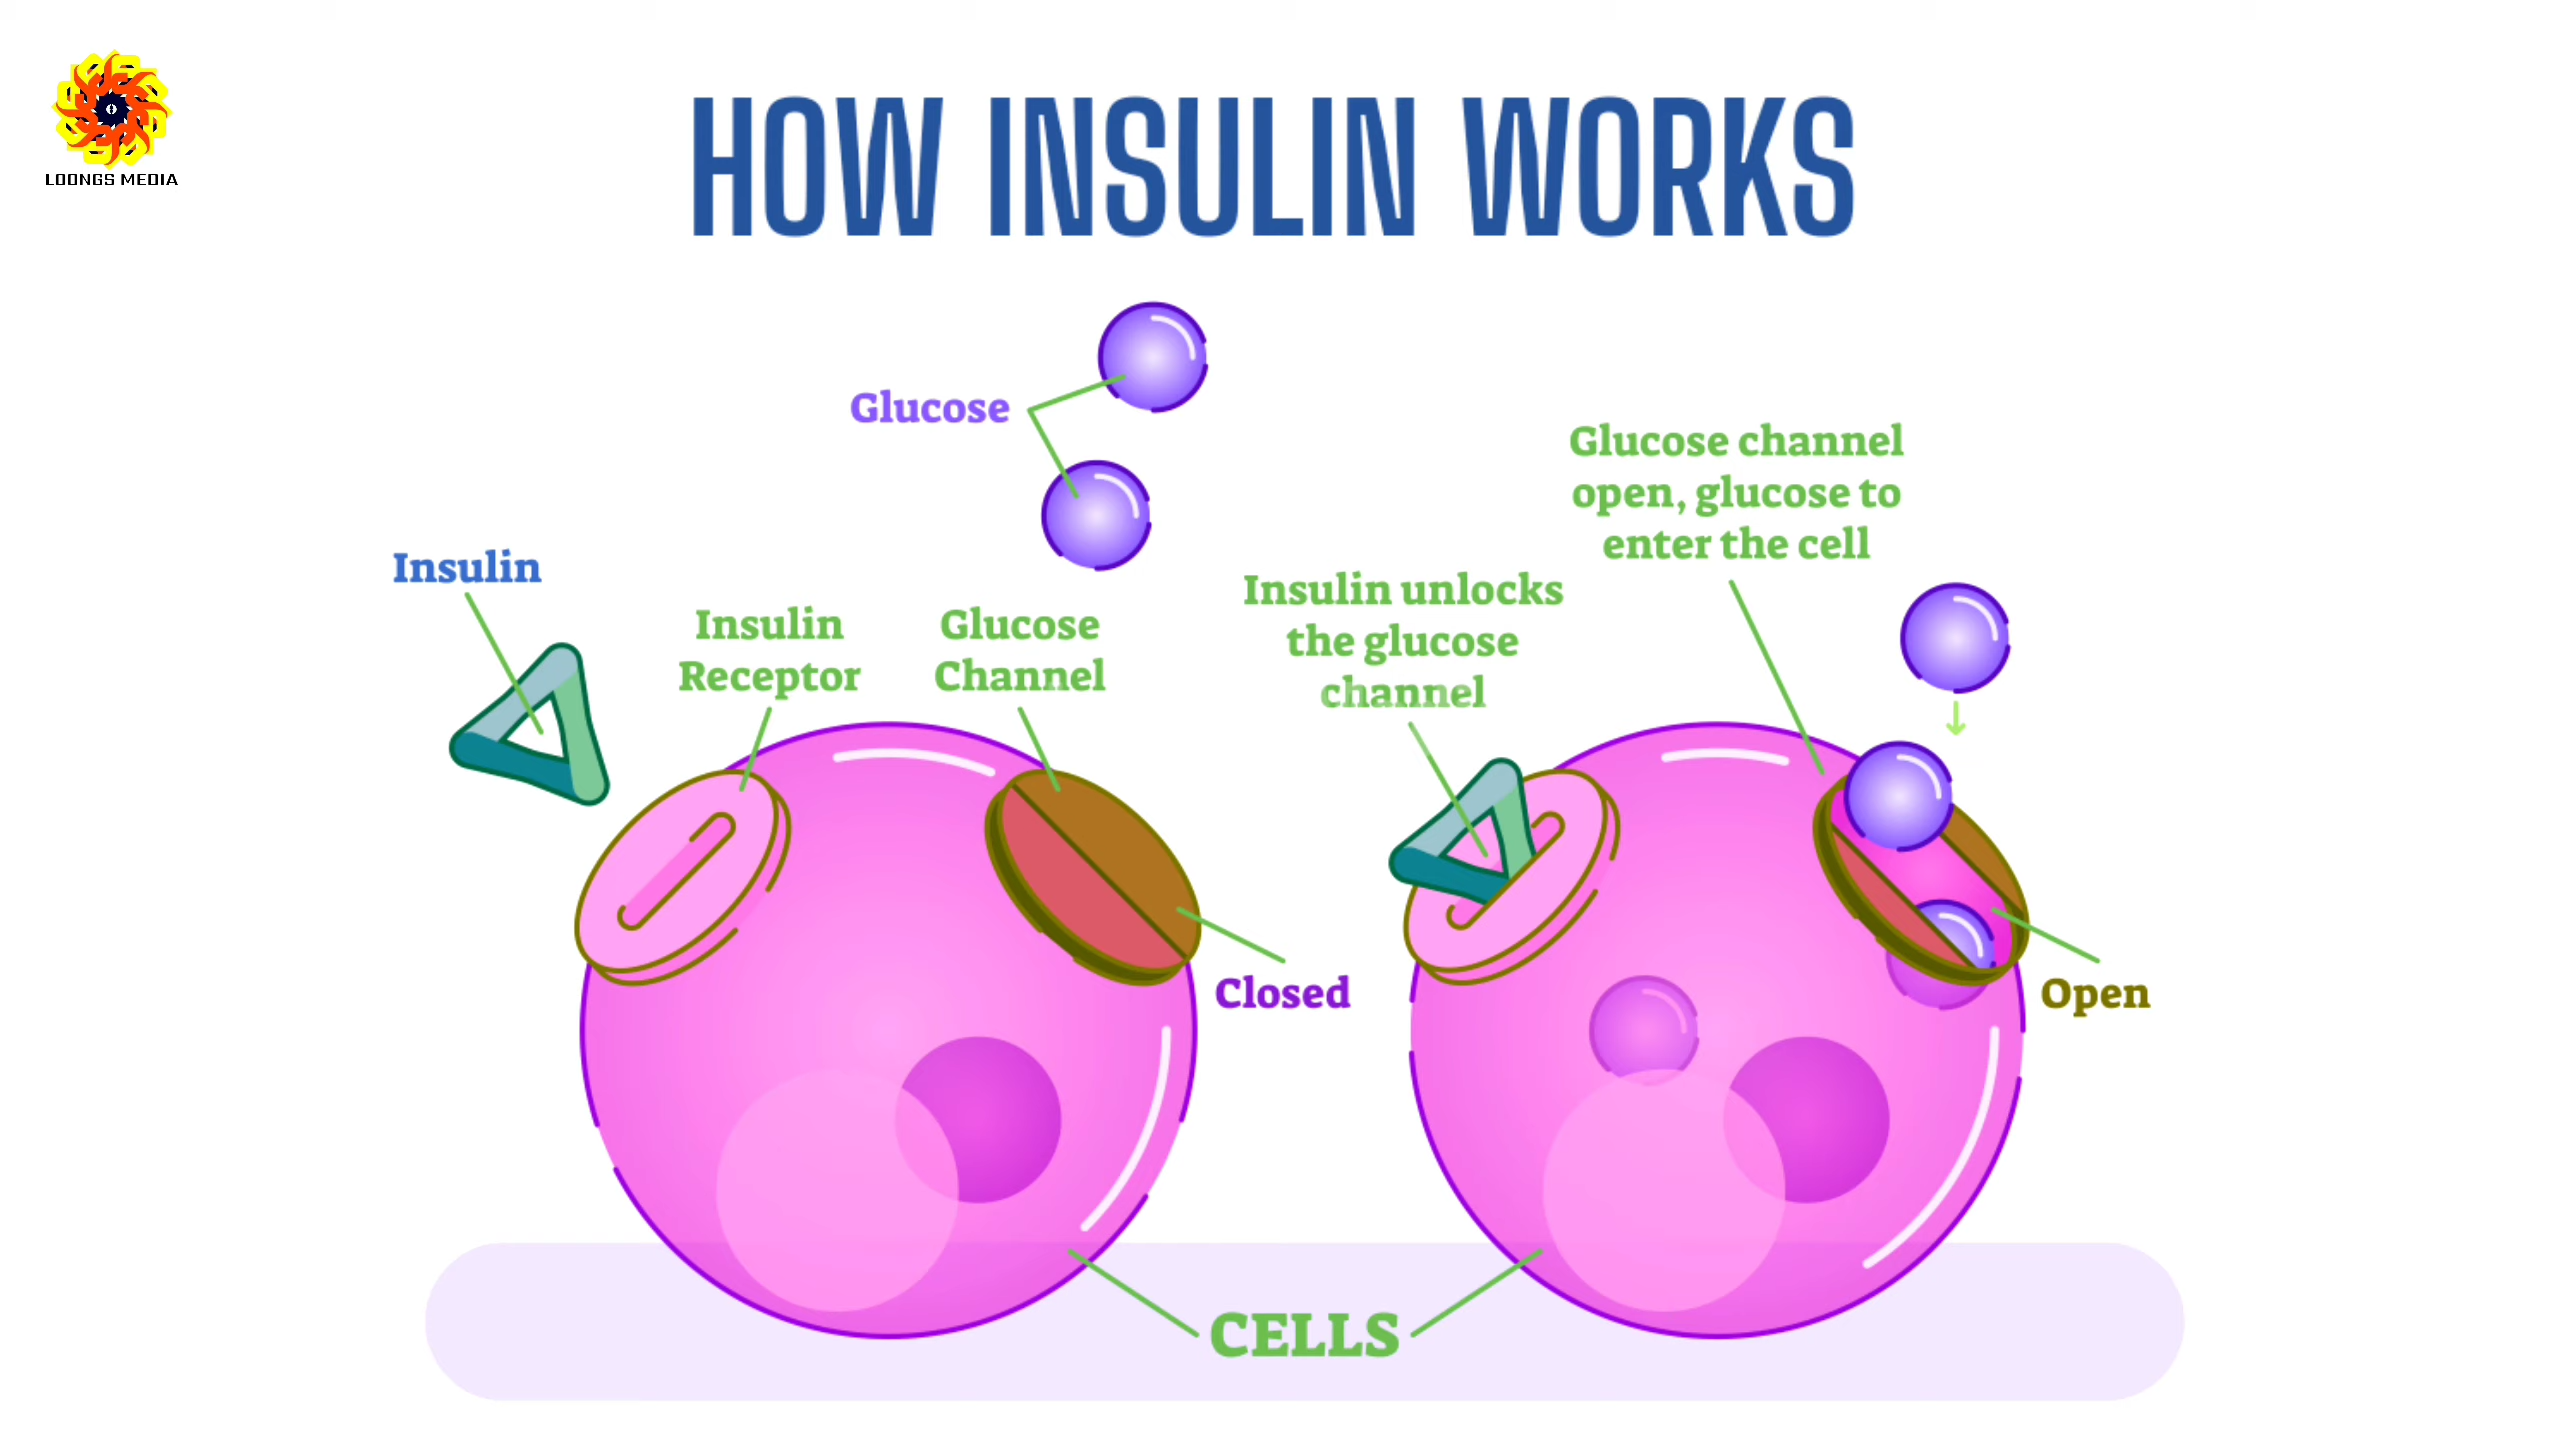 LOONGS MEDIA
HOW INSULIN WORKS
Glucose
Insulin
Insulin
Receptor
Glucose
Channel
Closed
Insulin unlocks
the glucose
channel
Glucose channel
open, glucose to
enter the cell
Open
CELLS